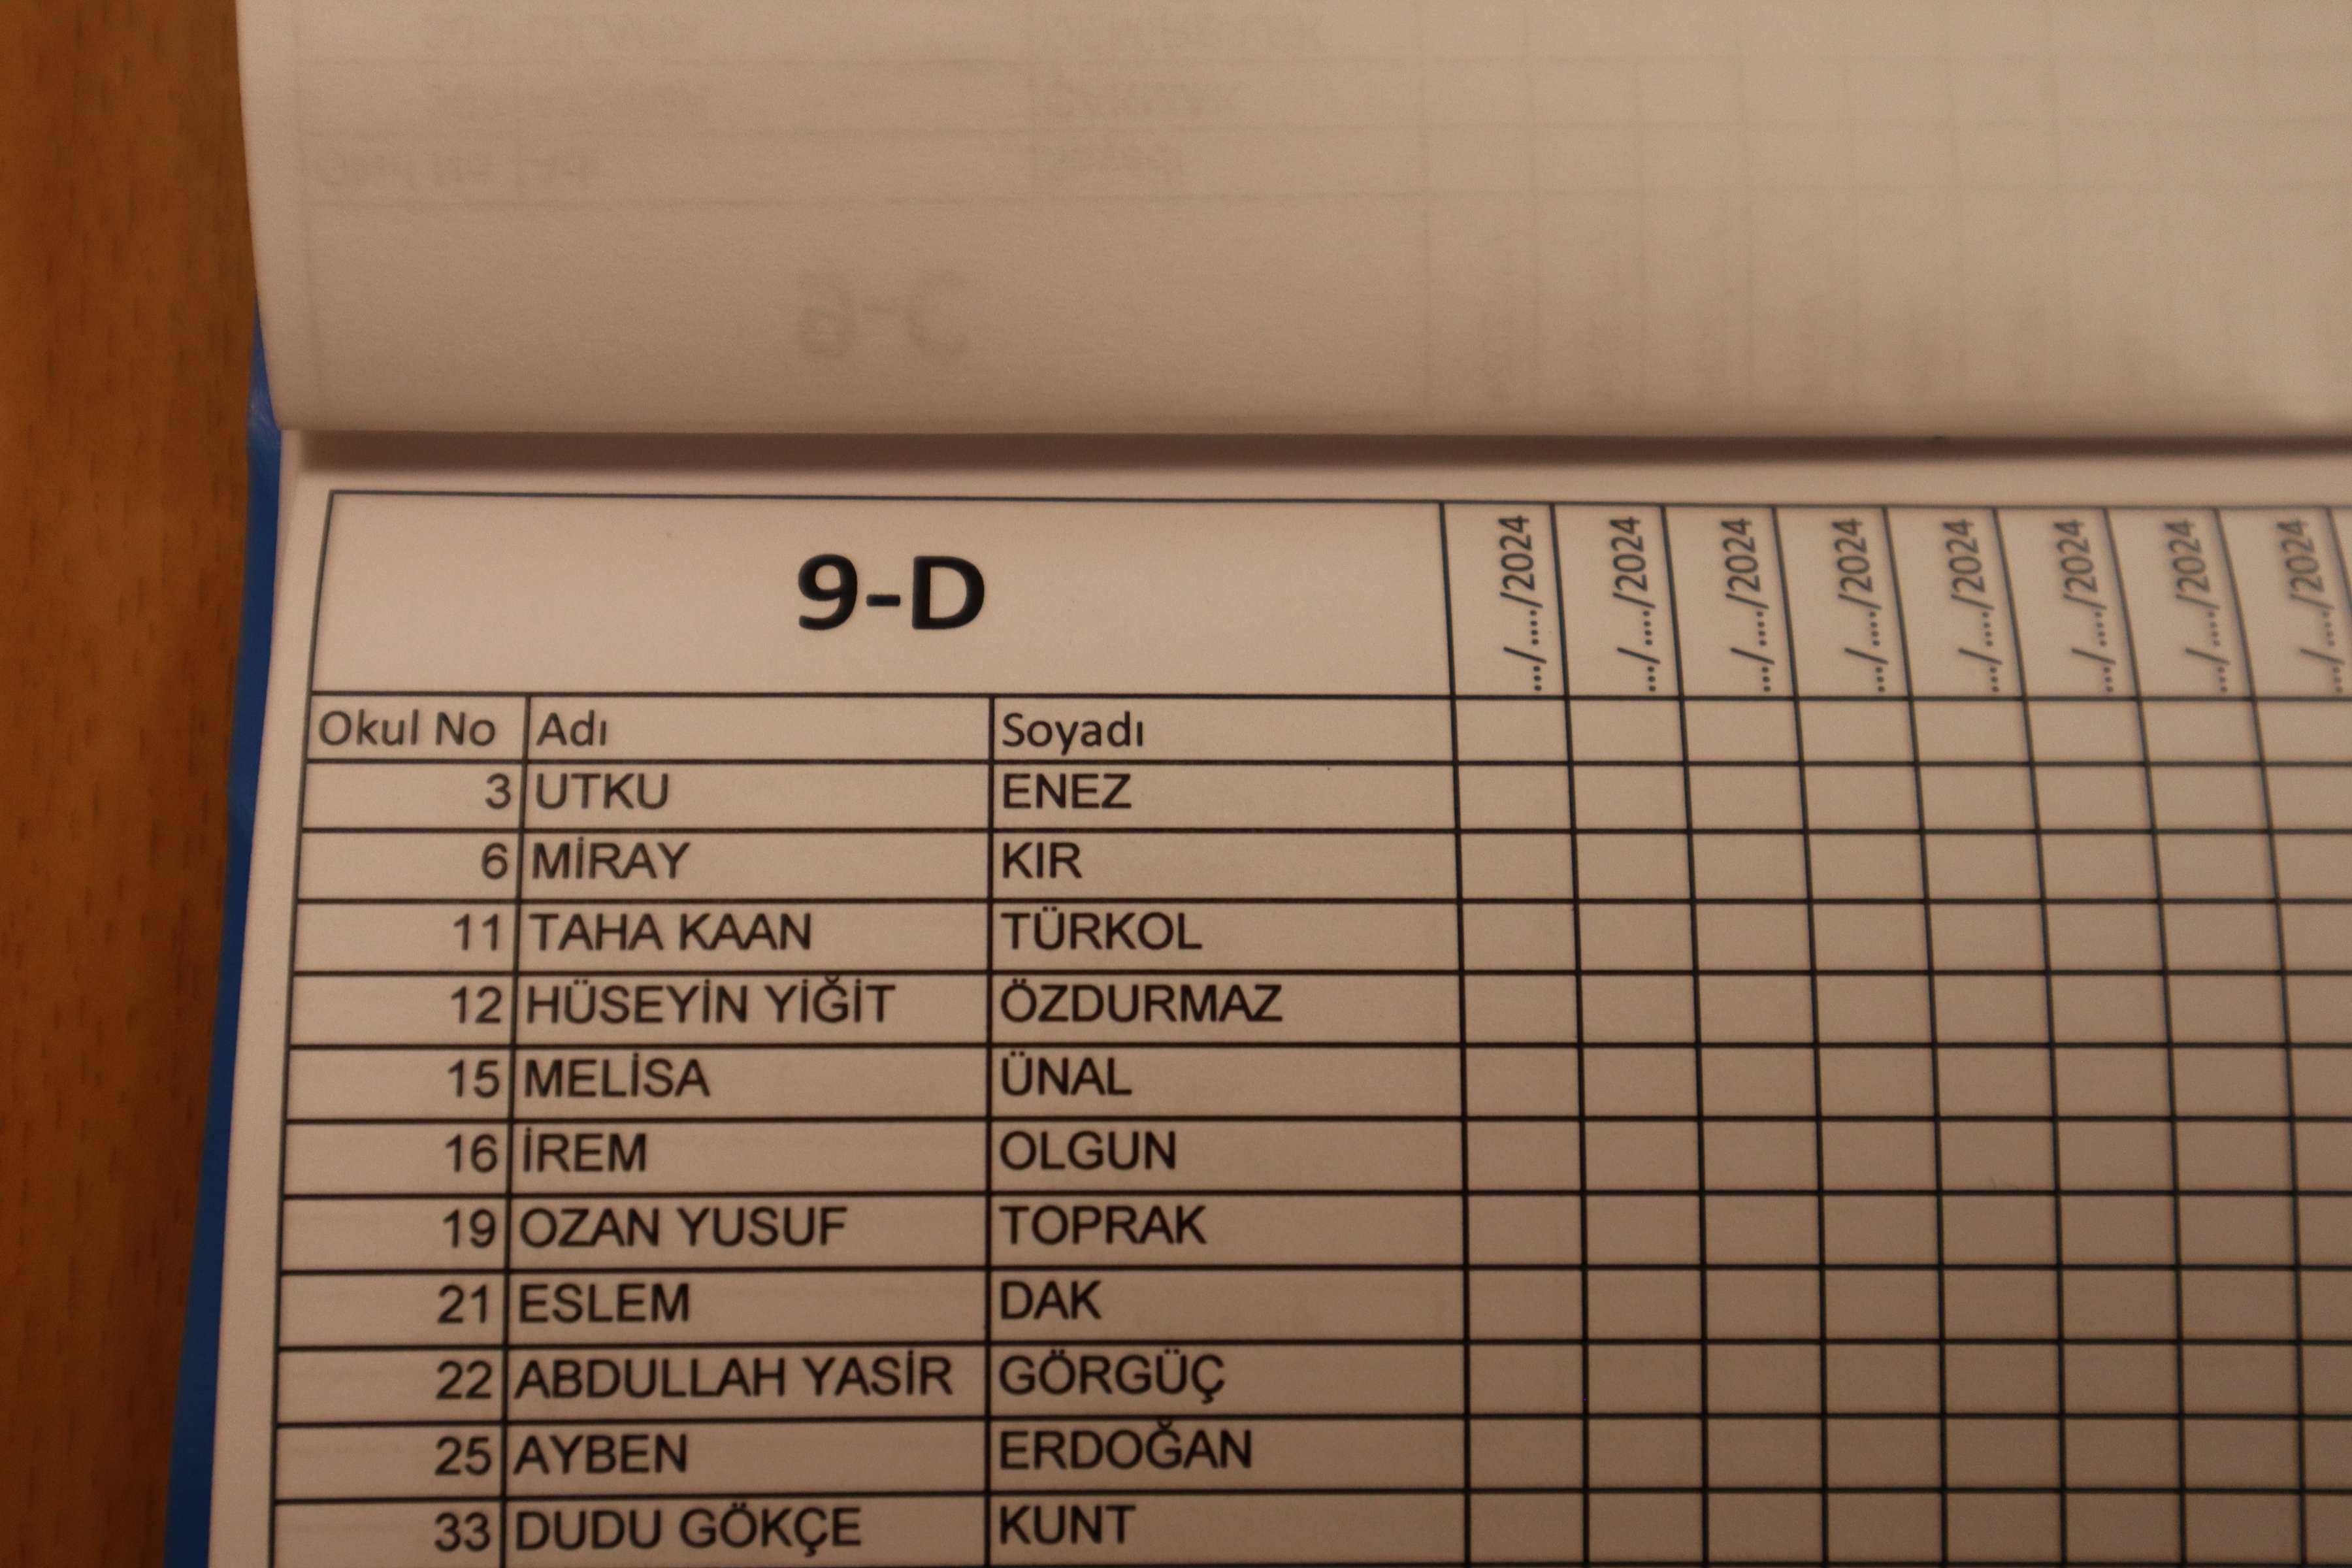 9-C
9-D .../..../2024 .../..../2024 .../..../2024 .../..../2024 .../..../2024 .../..../2024 .../..../2024 .../..../2024
Okul No Adı Soyadı
3 UTKU ENEZ
6 MİRAY KIR
11 TAHA KAAN TÜRKOL
12 HÜSEYİN YİĞİT ÖZDURMAZ
15 MELİSA ÜNAL
16 İREM OLGUN
19 OZAN YUSUF TOPRAK
21 ESLEM DAK
22 ABDULLAH YASİR GÖRGÜÇ
25 AYBEN ERDOĞAN
33 DUDU GÖKÇE KUNT